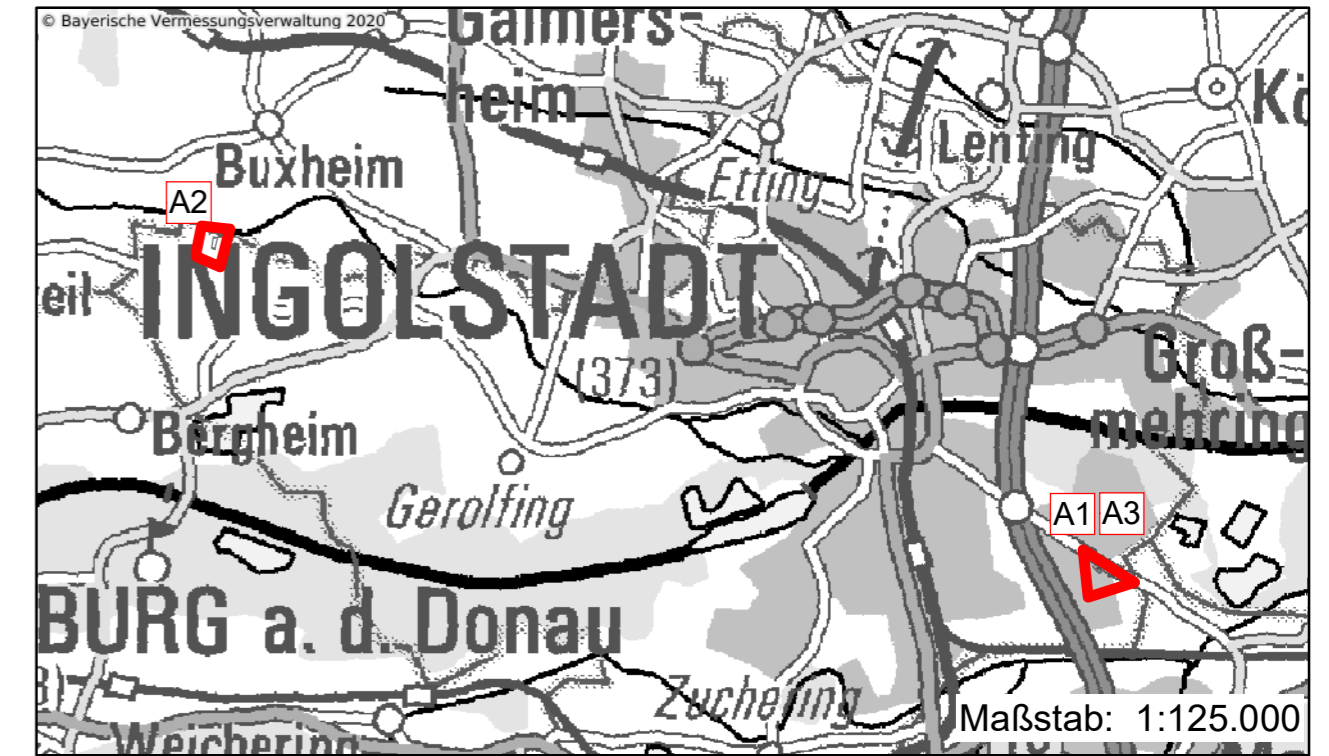 © Bayerische Vermessungsverwaltung 2020
Gaimers-
heim
Kö
Lenting
Buxheim
Etting
A2
INGOLSTADT
eil
Groß-
(373)
mehring
Bergheim
Gerolfing
A1 A3
BURG a. d. Donau
Zuchering
Maßstab: 1:125.000
Weichering